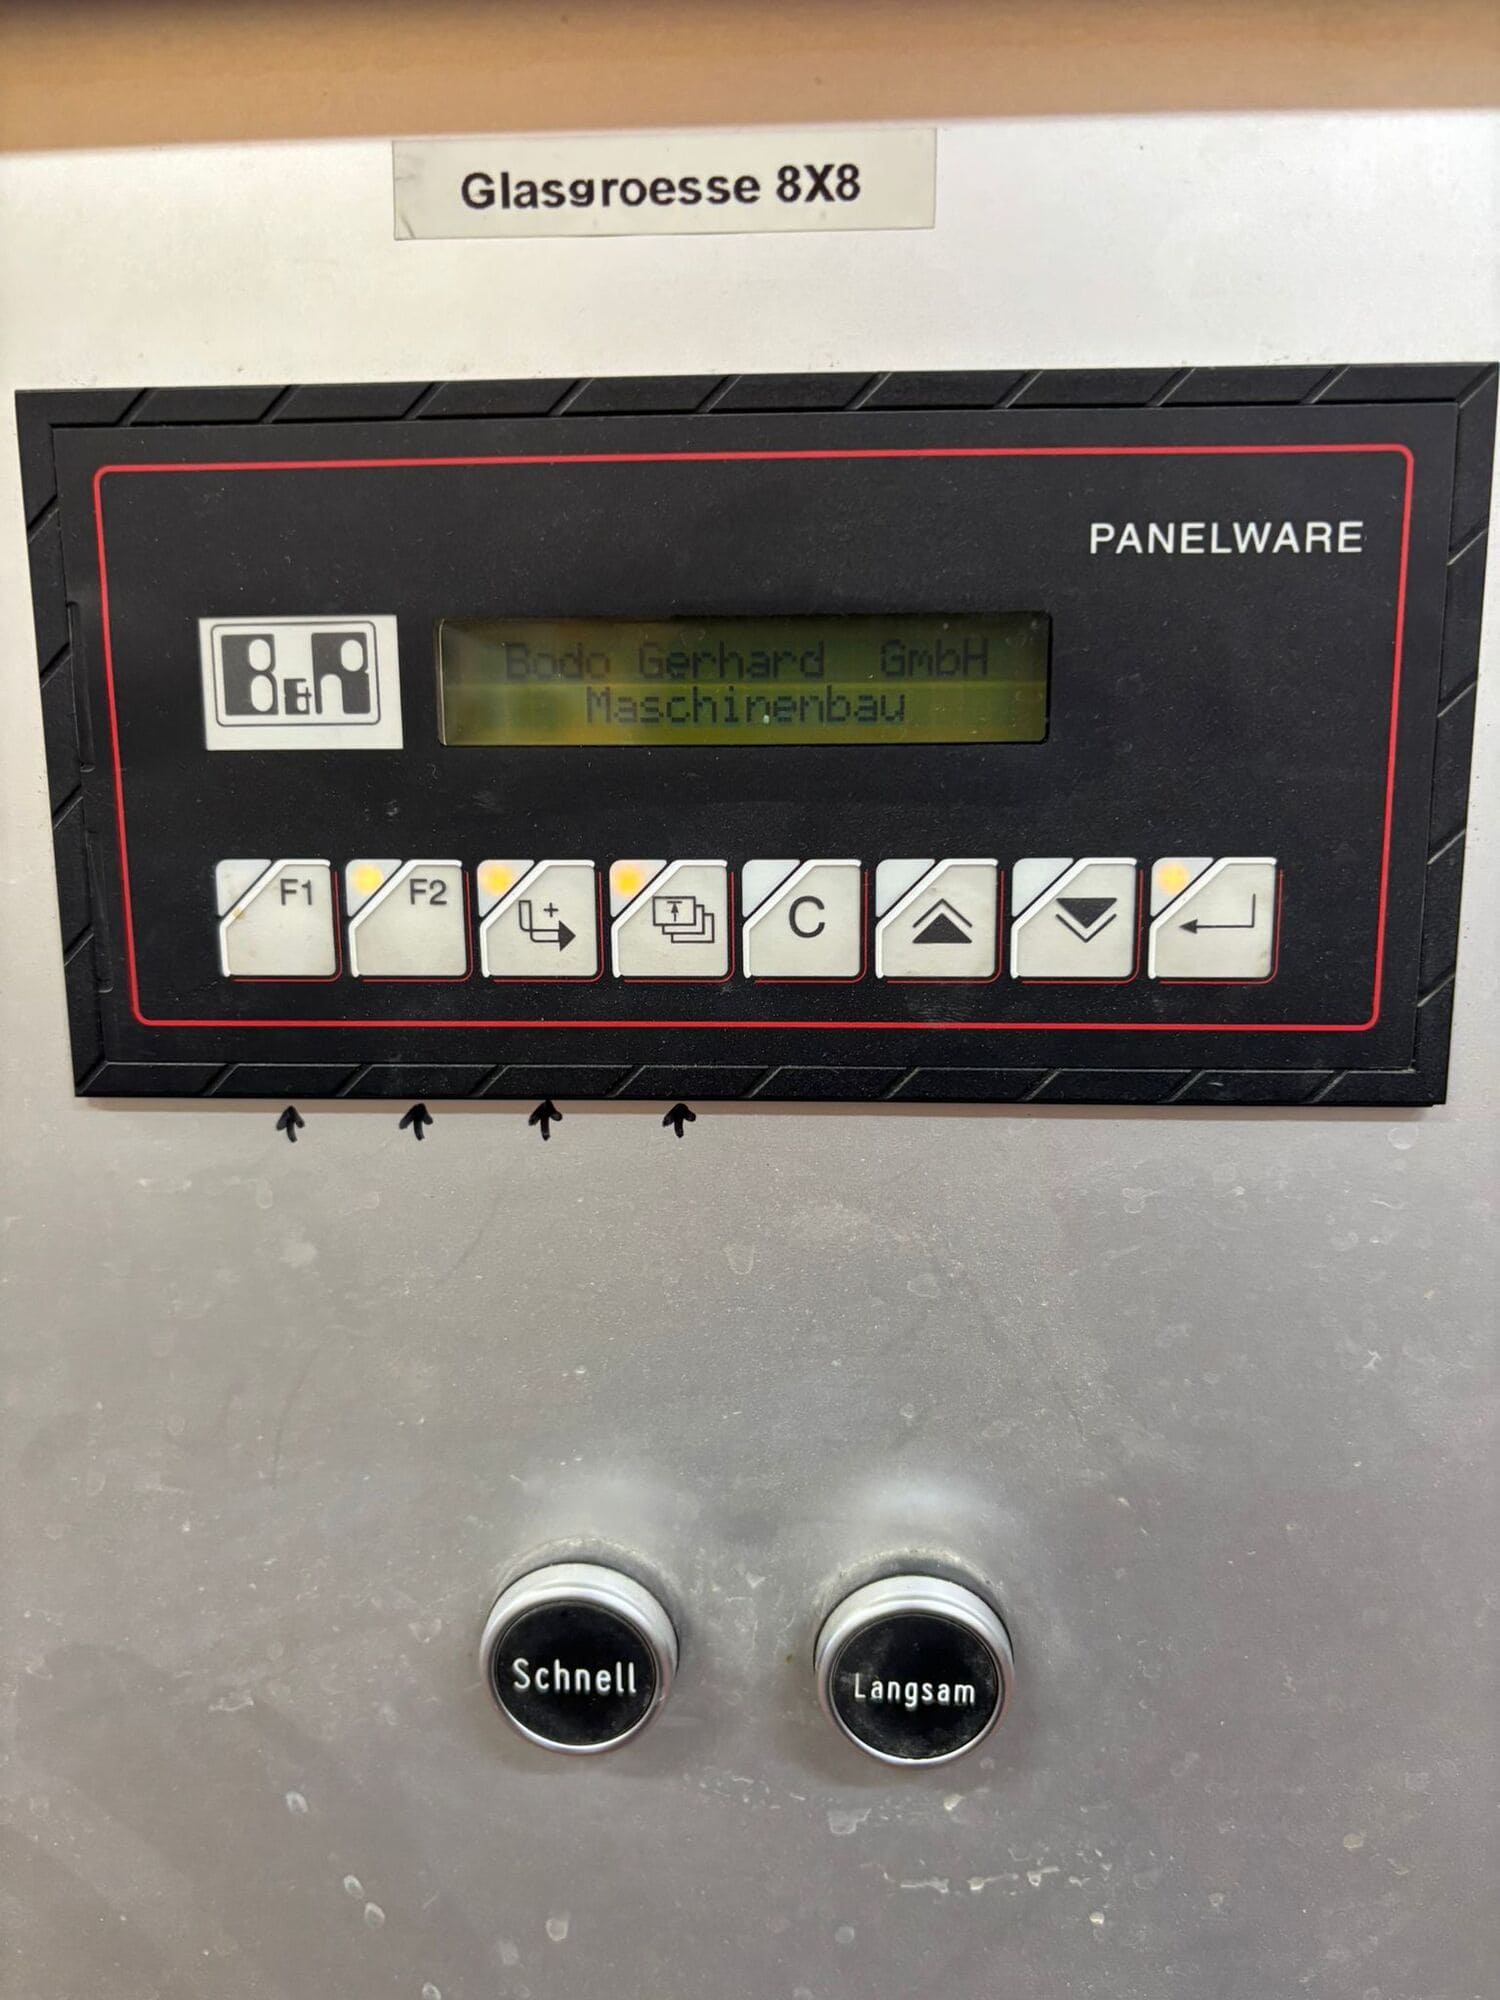 Glasgroesse 8X8
PANELWARE
B&R
Bodo Gerhard GmbH
Maschinenbau
F1
F2
C
Schnell
Langsam